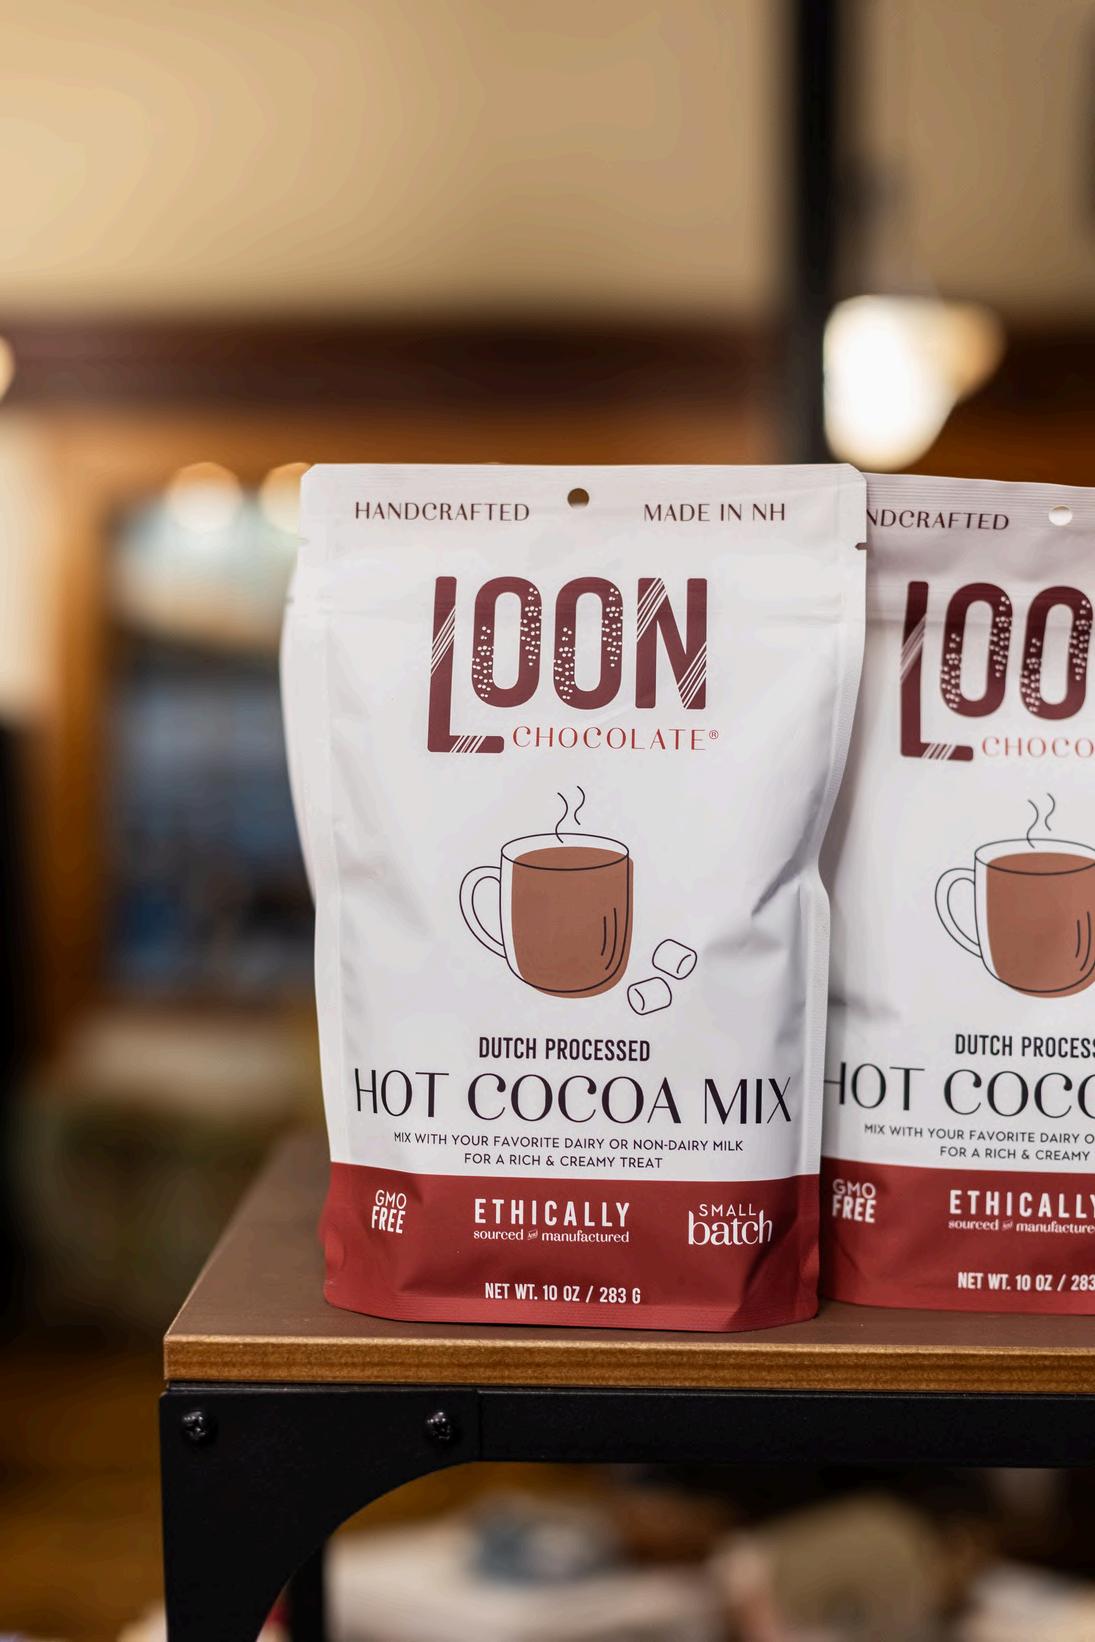 HANDCRAFTED MADE IN NH
LOON
CHOCOLATE®
DUTCH PROCESSED
HOT COCOA MIX
MIX WITH YOUR FAVORITE DAIRY OR NON-DAIRY MILK
FOR A RICH & CREAMY TREAT
GMO
FREE
ETHICALLY
sourced and manufactured
SMALL
batch
NET WT. 10 OZ / 283 G
NDCRAFTED
LOO
CHOCO
DUTCH PROCESS
HOT COCO
MIX WITH YOUR FAVORITE DAIRY O
FOR A RICH & CREAMY
GMO
FREE
ETHICALLY
sourced and manufacture
NET WT. 10 OZ / 283